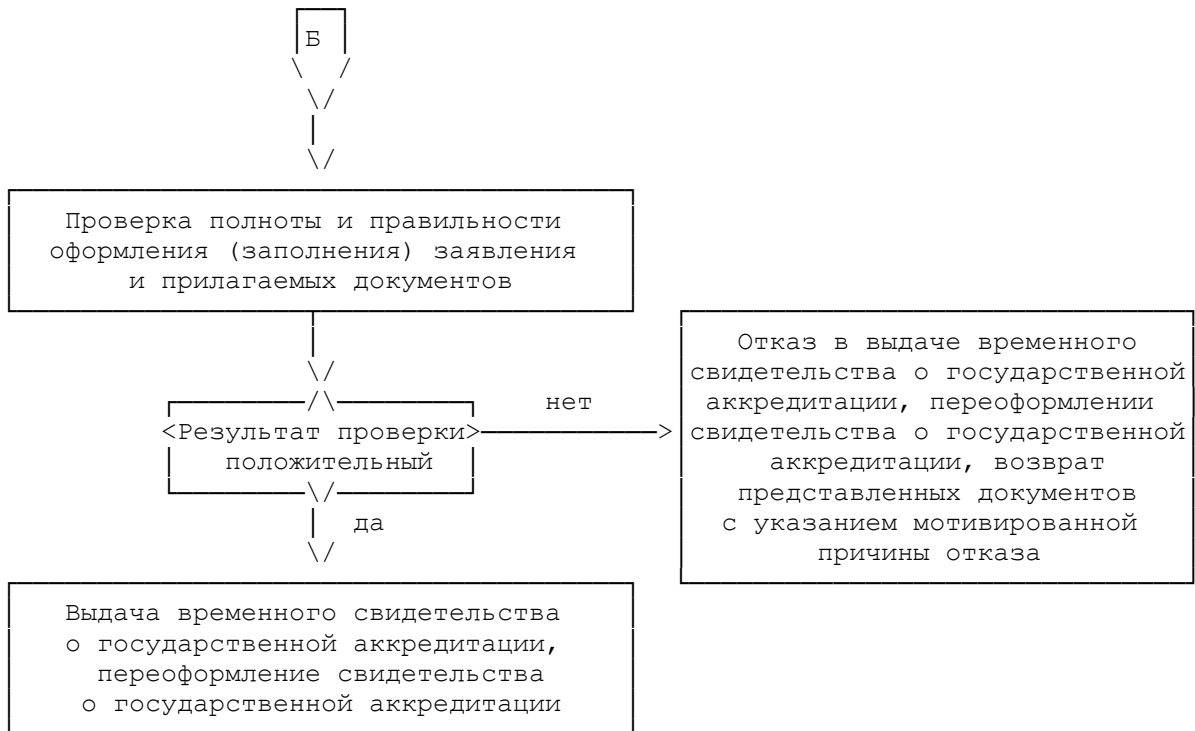 Б
Проверка полноты и правильности
оформления (заполнения) заявления
и прилагаемых документов
Отказ в выдаче временного
свидетельства о государственной
аккредитации, переоформлении
свидетельства о государственной
аккредитации, возврат
представленных документов
с указанием мотивированной
причины отказа
нет
<Результат проверки>
положительный
да
Выдача временного свидетельства
о государственной аккредитации,
переоформление свидетельства
о государственной аккредитации